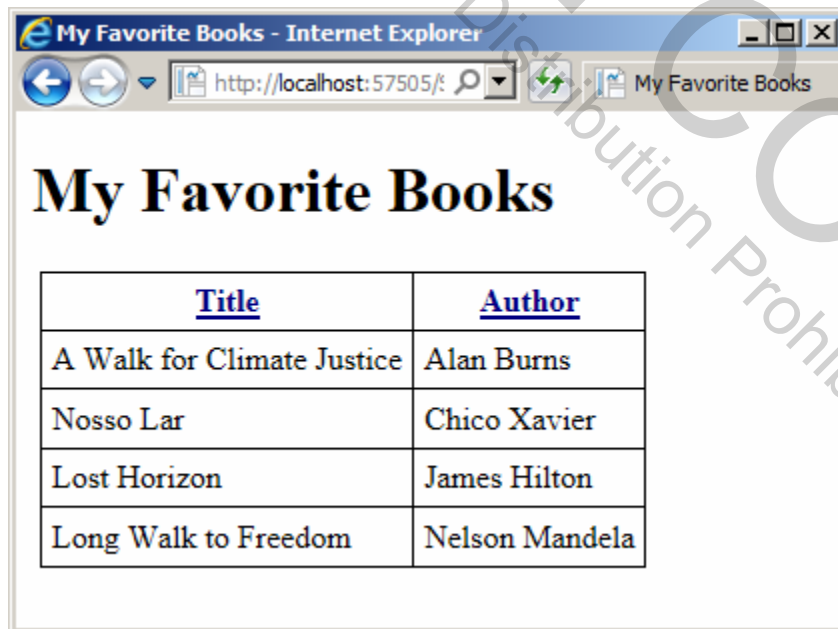 My Favorite Books - Internet Explorer
http://localhost:57505/
My Favorite Books
My Favorite Books
Title Author
A Walk for Climate Justice Alan Burns
Nosso Lar Chico Xavier
Lost Horizon James Hilton
Long Walk to Freedom Nelson Mandela